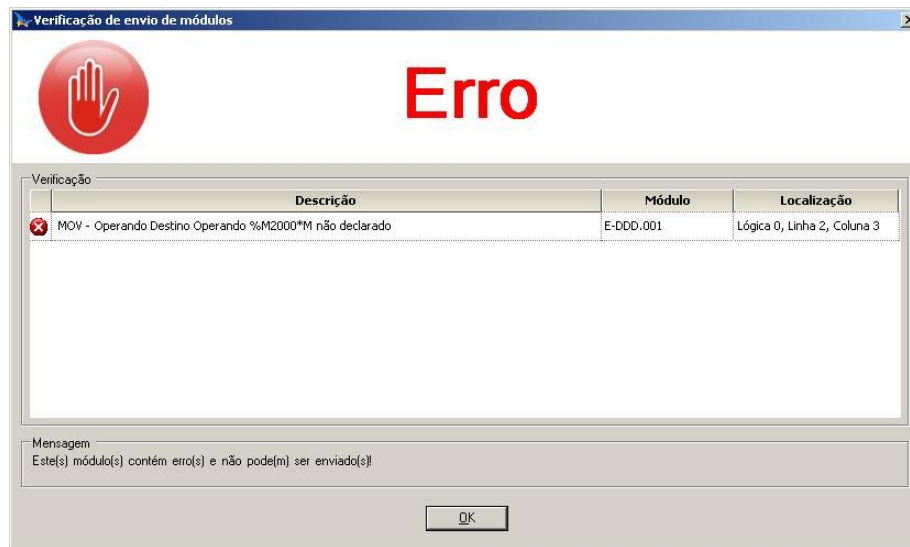 Verificação de envio de módulos
Erro
Verificação
Descrição Módulo Localização
MOV - Operando Destino Operando %M2000*M não declarado E-DDD.001 Lógica 0, Linha 2, Coluna 3
Mensagem
Este(s) módulo(s) contém erro(s) e não pode(m) ser enviado(s)!
OK